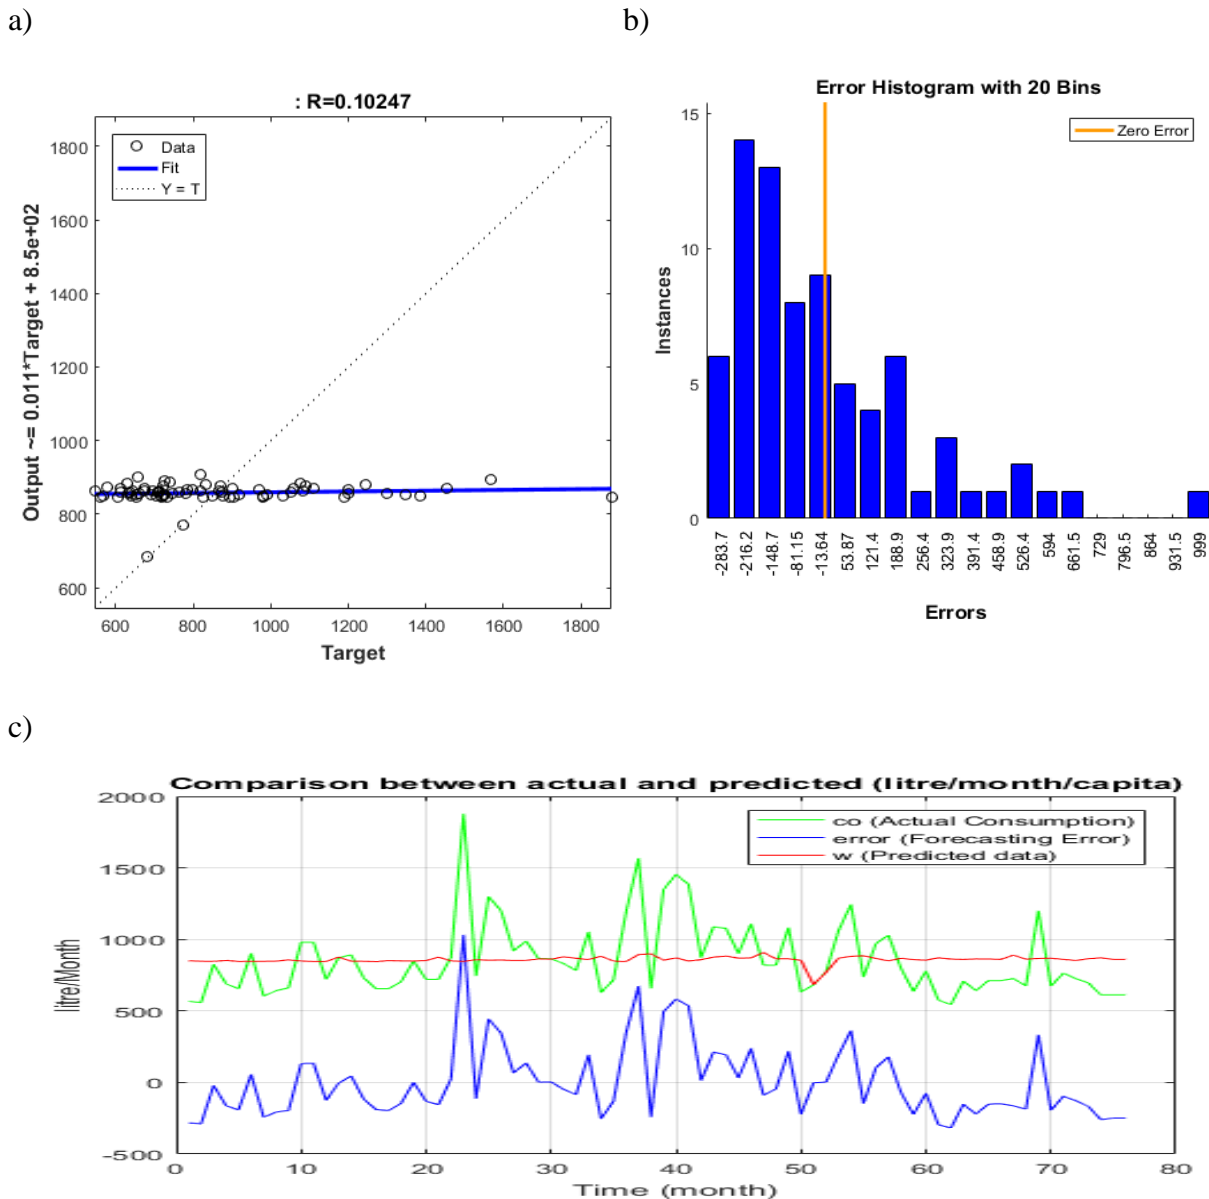 a)
: R=0.10247
Data
Fit
Y = T
Output ~= 0.011*Target + 8.5e+02
1800
1600
1400
1200
1000
800
600
600 800 1000 1200 1400 1600 1800
Target
b)
Error Histogram with 20 Bins
Zero Error
Instances
15
10
5
0
-283.7
-216.2
-148.7
-81.15
-13.64
53.87
121.4
188.9
256.4
323.9
391.4
458.9
526.4
594
661.5
729
796.5
864
931.5
999
Errors
c)
Comparison between actual and predicted (litre/month/capita)
co (Actual Consumption)
error (Forecasting Error)
w (Predicted data)
litre/Month
2000
1500
1000
500
0
-500
0 10 20 30 40 50 60 70 80
Time (month)